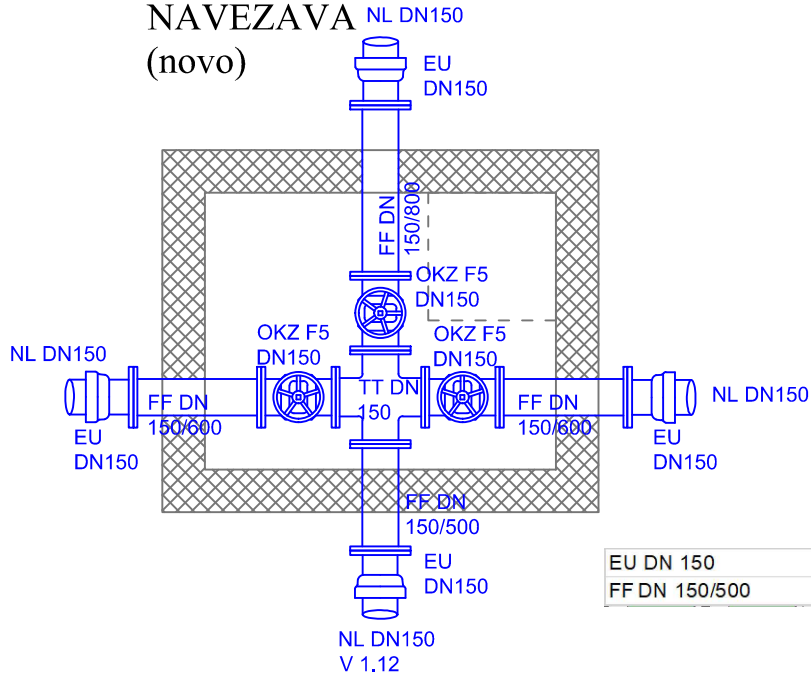 NAVEZAVA
(novo)
NL DN150
EU
DN150
FF DN
150/800
OKZ F5
DN150
OKZ F5
DN150
OKZ F5
DN150
NL DN150
FF DN
150/600
EU
DN150
TT DN
150
FF DN
150/600
NL DN150
EU
DN150
FF DN
150/500
EU
DN150
NL DN150
V 1.12
EU DN 150
FF DN 150/500